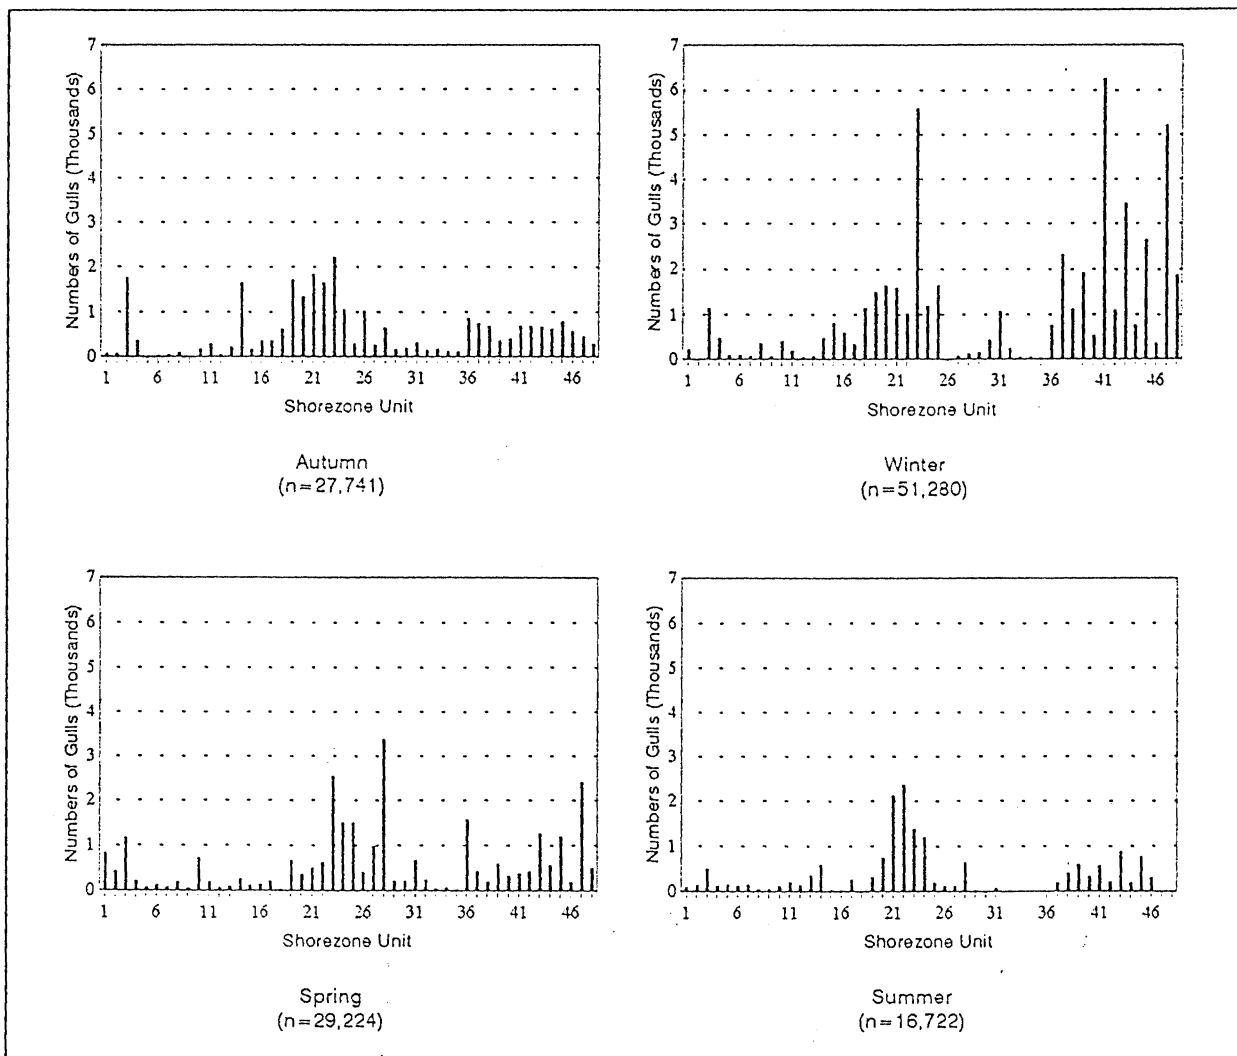 7
6
5
4
3
2
1
0
Numbers of Gulls (Thousands)
1 6 11 16 21 26 31 36 41 46
Shorezone Unit
Autumn
(n=27,741)
7
6
5
4
3
2
1
0
Numbers of Gulls (Thousands)
1 6 11 16 21 26 31 36 41 46
Shorezone Unit
Winter
(n=51,280)
7
6
5
4
3
2
1
0
Numbers of Gulls (Thousands)
1 6 11 16 21 26 31 36 41 46
Shorezone Unit
Spring
(n=29,224)
7
6
5
4
3
2
1
0
Numbers of Gulls (Thousands)
1 6 11 16 21 26 31 36 41 46
Shorezone Unit
Summer
(n=16,722)